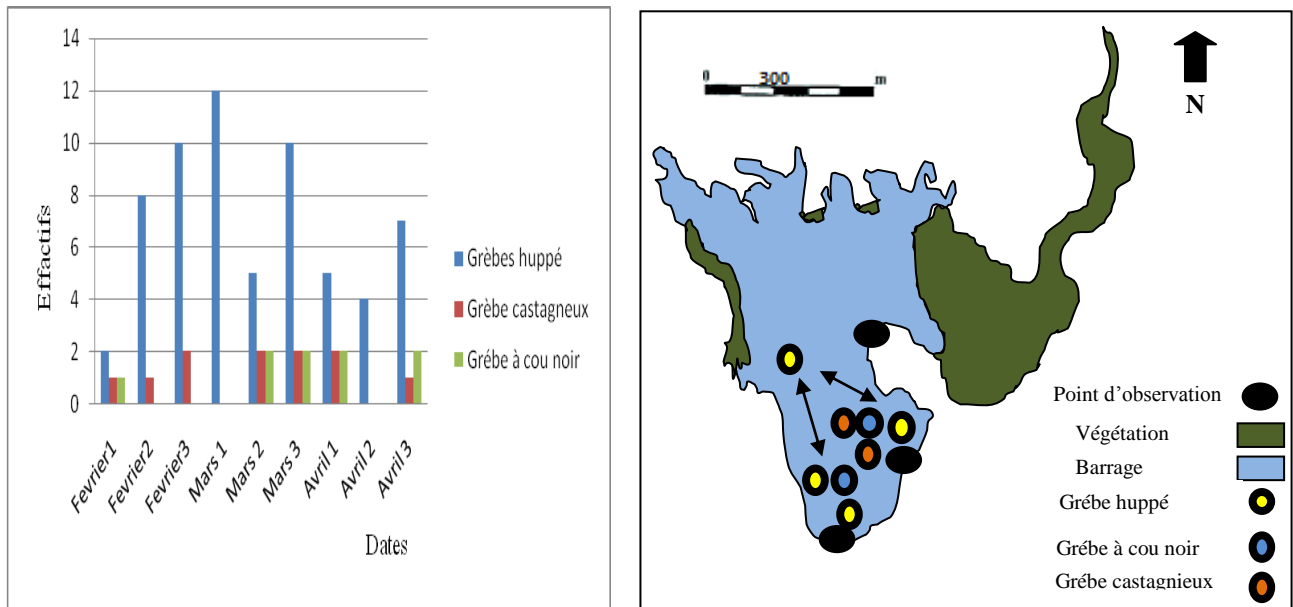 14
12
10
8
6
4
2
0
Effactifs
Fevrier1
Fevrier2
Fevrier3
Mars 1
Mars 2
Mars 3
Avril 1
Avril 2
Avril 3
Dates
Grèbes huppé
Grèbe castagneux
Grébe à cou noir
0 300 m
N
Point d'observation
Végétation
Barrage
Grébe huppé
Grébe à cou noir
Grébe castagnieux